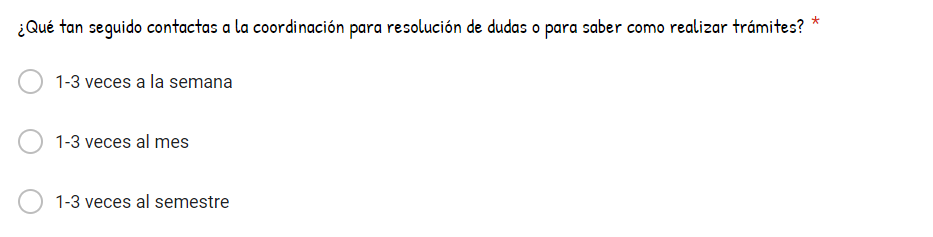 ¿Qué tan seguido contactas a la coordinación para resolución de dudas o para saber como realizar trámites? *
1-3 veces a la semana
1-3 veces al mes
1-3 veces al semestre